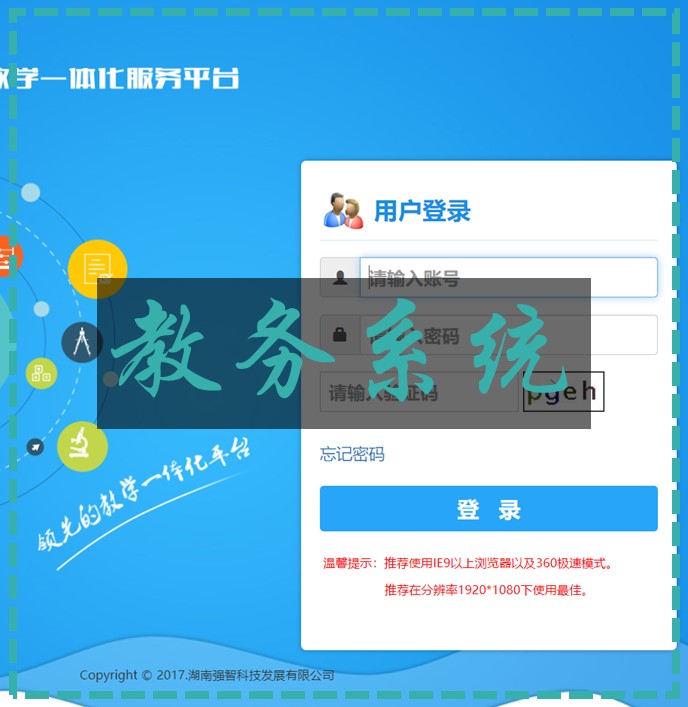 教学一体化服务平台
用户登录
请输入账号
请输入密码
教务系统
请输入验证码
pgeh
忘记密码
领先的教学一体化平台
登 录
温馨提示：推荐使用IE9以上浏览器以及360极速模式。
推荐在分辨率1920*1080下使用最佳。
Copyright © 2017.湖南强智科技发展有限公司